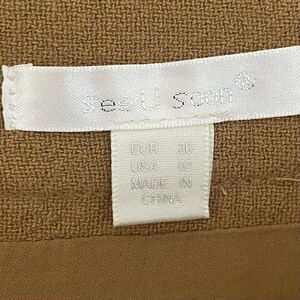 see U soon
EUR 36
USA 02
MADE IN
CHINA